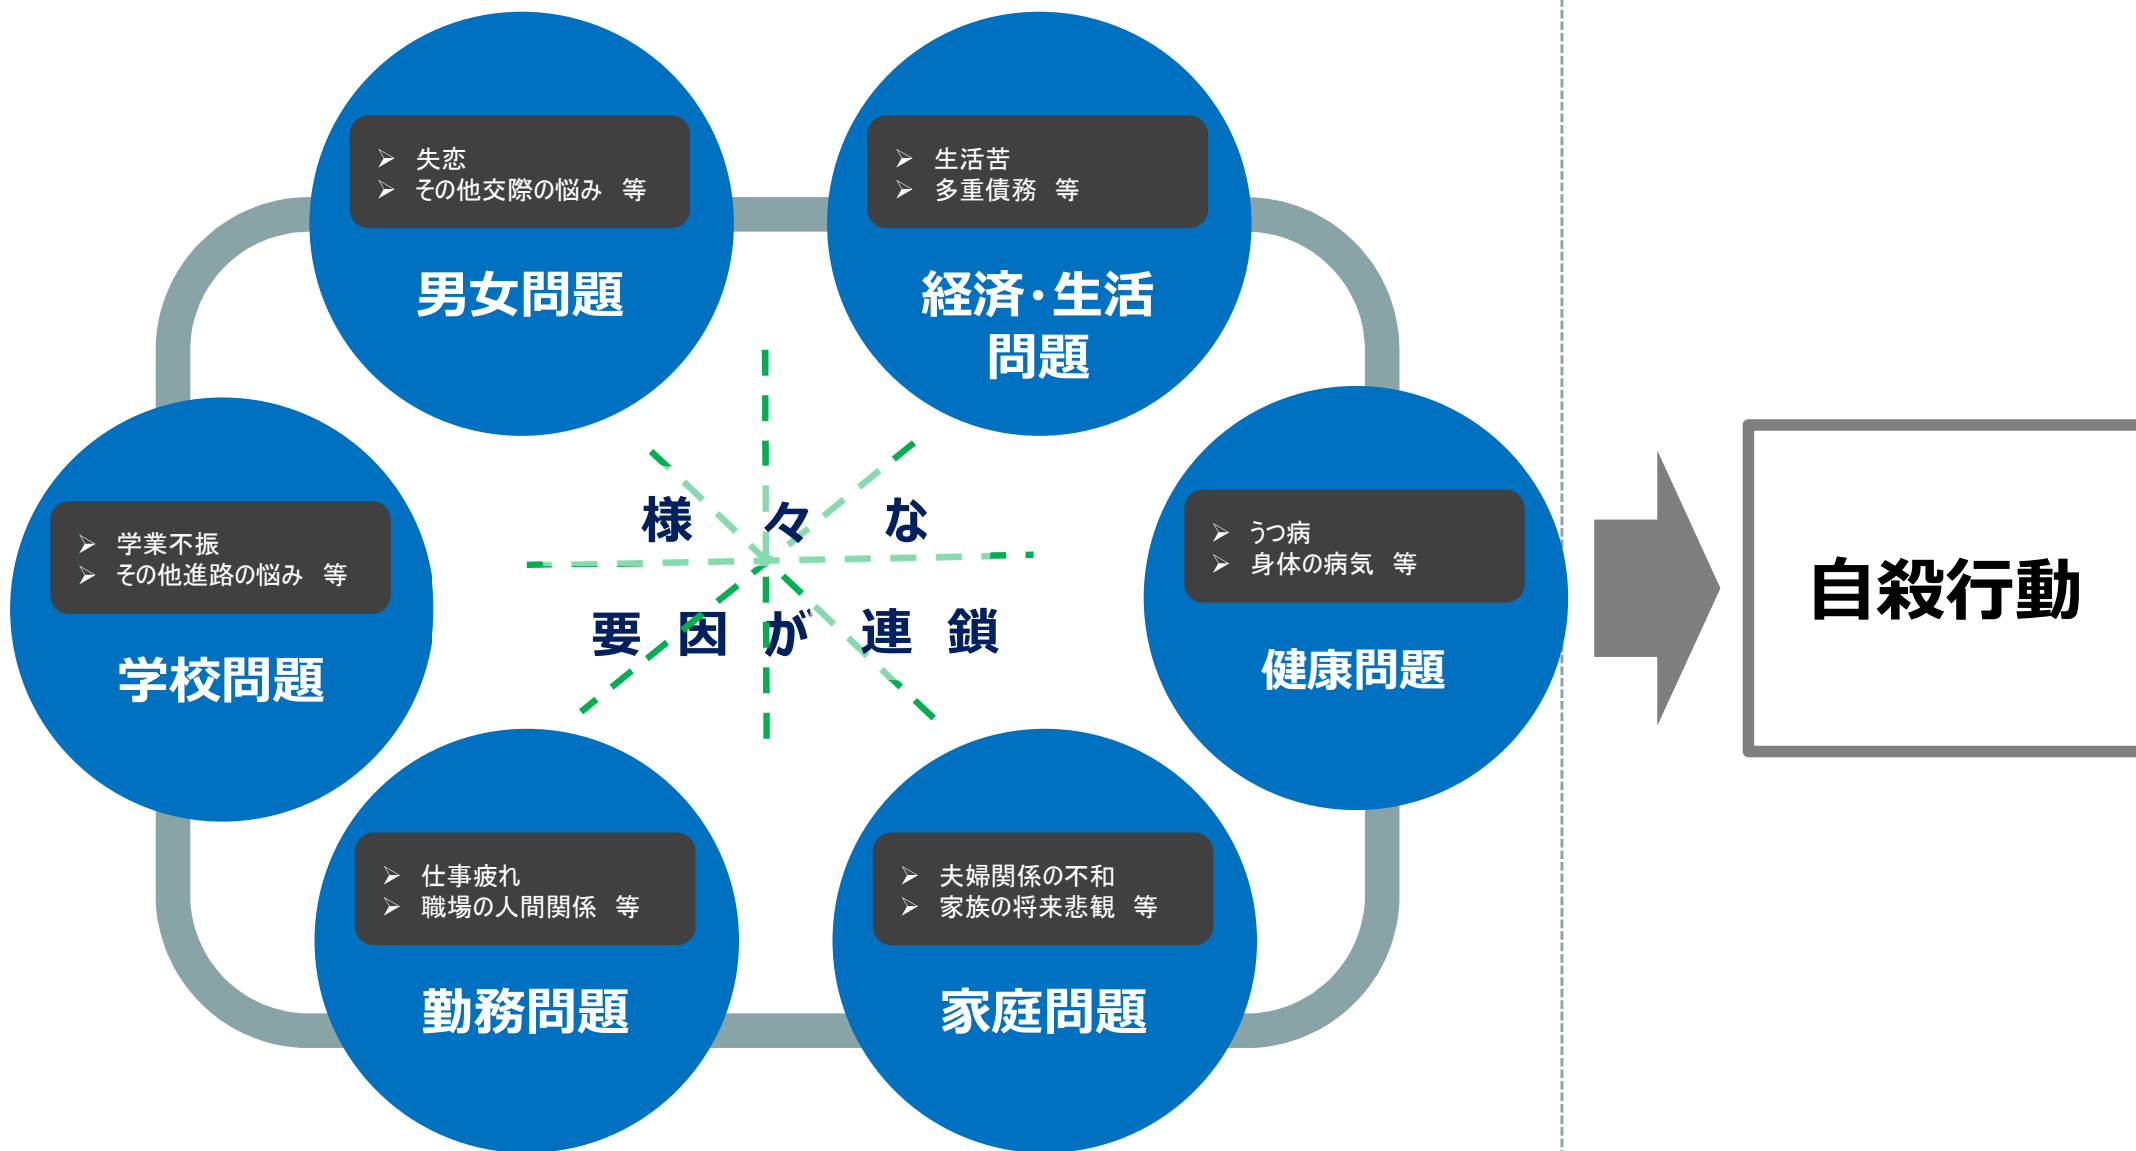 ➢ 失恋
➢ その他交際の悩み 等
男女問題
➢ 生活苦
➢ 多重債務 等
経済・生活
問題
➢ 学業不振
➢ その他進路の悩み 等
学校問題
様々な
要因が連鎖
➢ うつ病
➢ 身体の病気 等
健康問題
➢ 仕事疲れ
➢ 職場の人間関係 等
勤務問題
➢ 夫婦関係の不和
➢ 家族の将来悲観 等
家庭問題
自殺行動